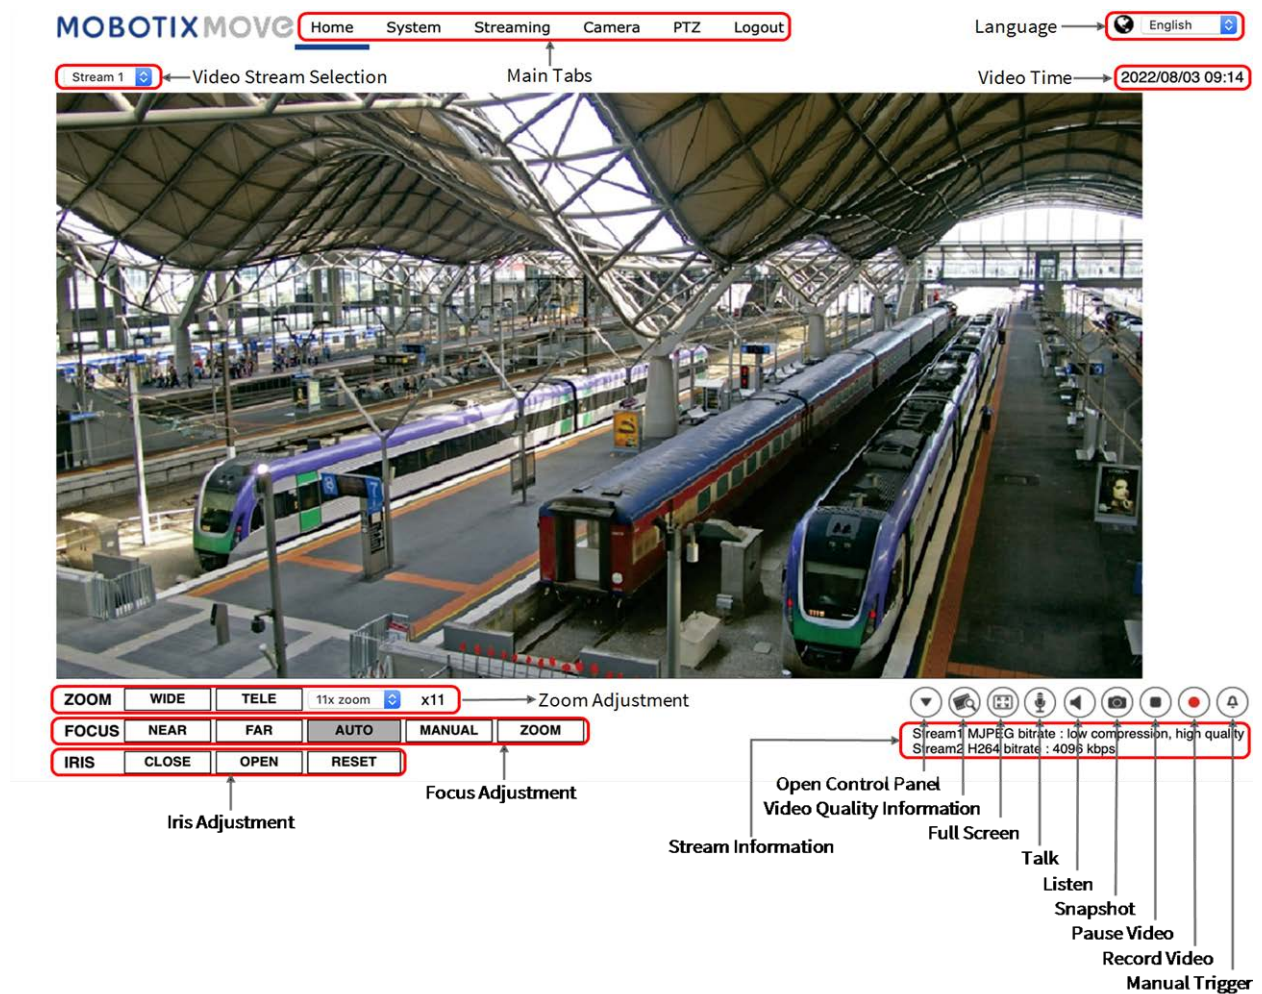 MOBOTIX MOVE
Home System Streaming Camera PTZ Logout
Language
English
Stream 1
Video Stream Selection
Main Tabs
Video Time
2022/08/03 09:14
7
ZOOM WIDE TELE 11x zoom x11
Zoom Adjustment
FOCUS NEAR FAR AUTO MANUAL ZOOM
IRIS CLOSE OPEN RESET
Stream1 MJPEG bitrate : low compression, high quality
Stream2 H264 bitrate : 4096 kbps
Focus Adjustment
Iris Adjustment
Open Control Panel
Video Quality Information
Full Screen
Stream Information
Talk
Listen
Snapshot
Pause Video
Record Video
Manual Trigger